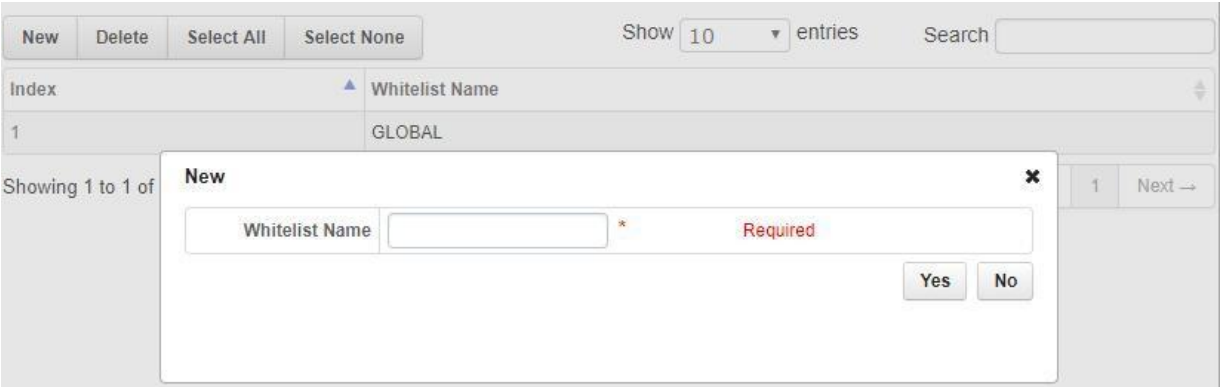 New Delete Select All Select None Show 10 entries Search
Index Whitelist Name
1 GLOBAL
Showing 1 to 1 of 1 Next →
New
Whitelist Name * Required
Yes No